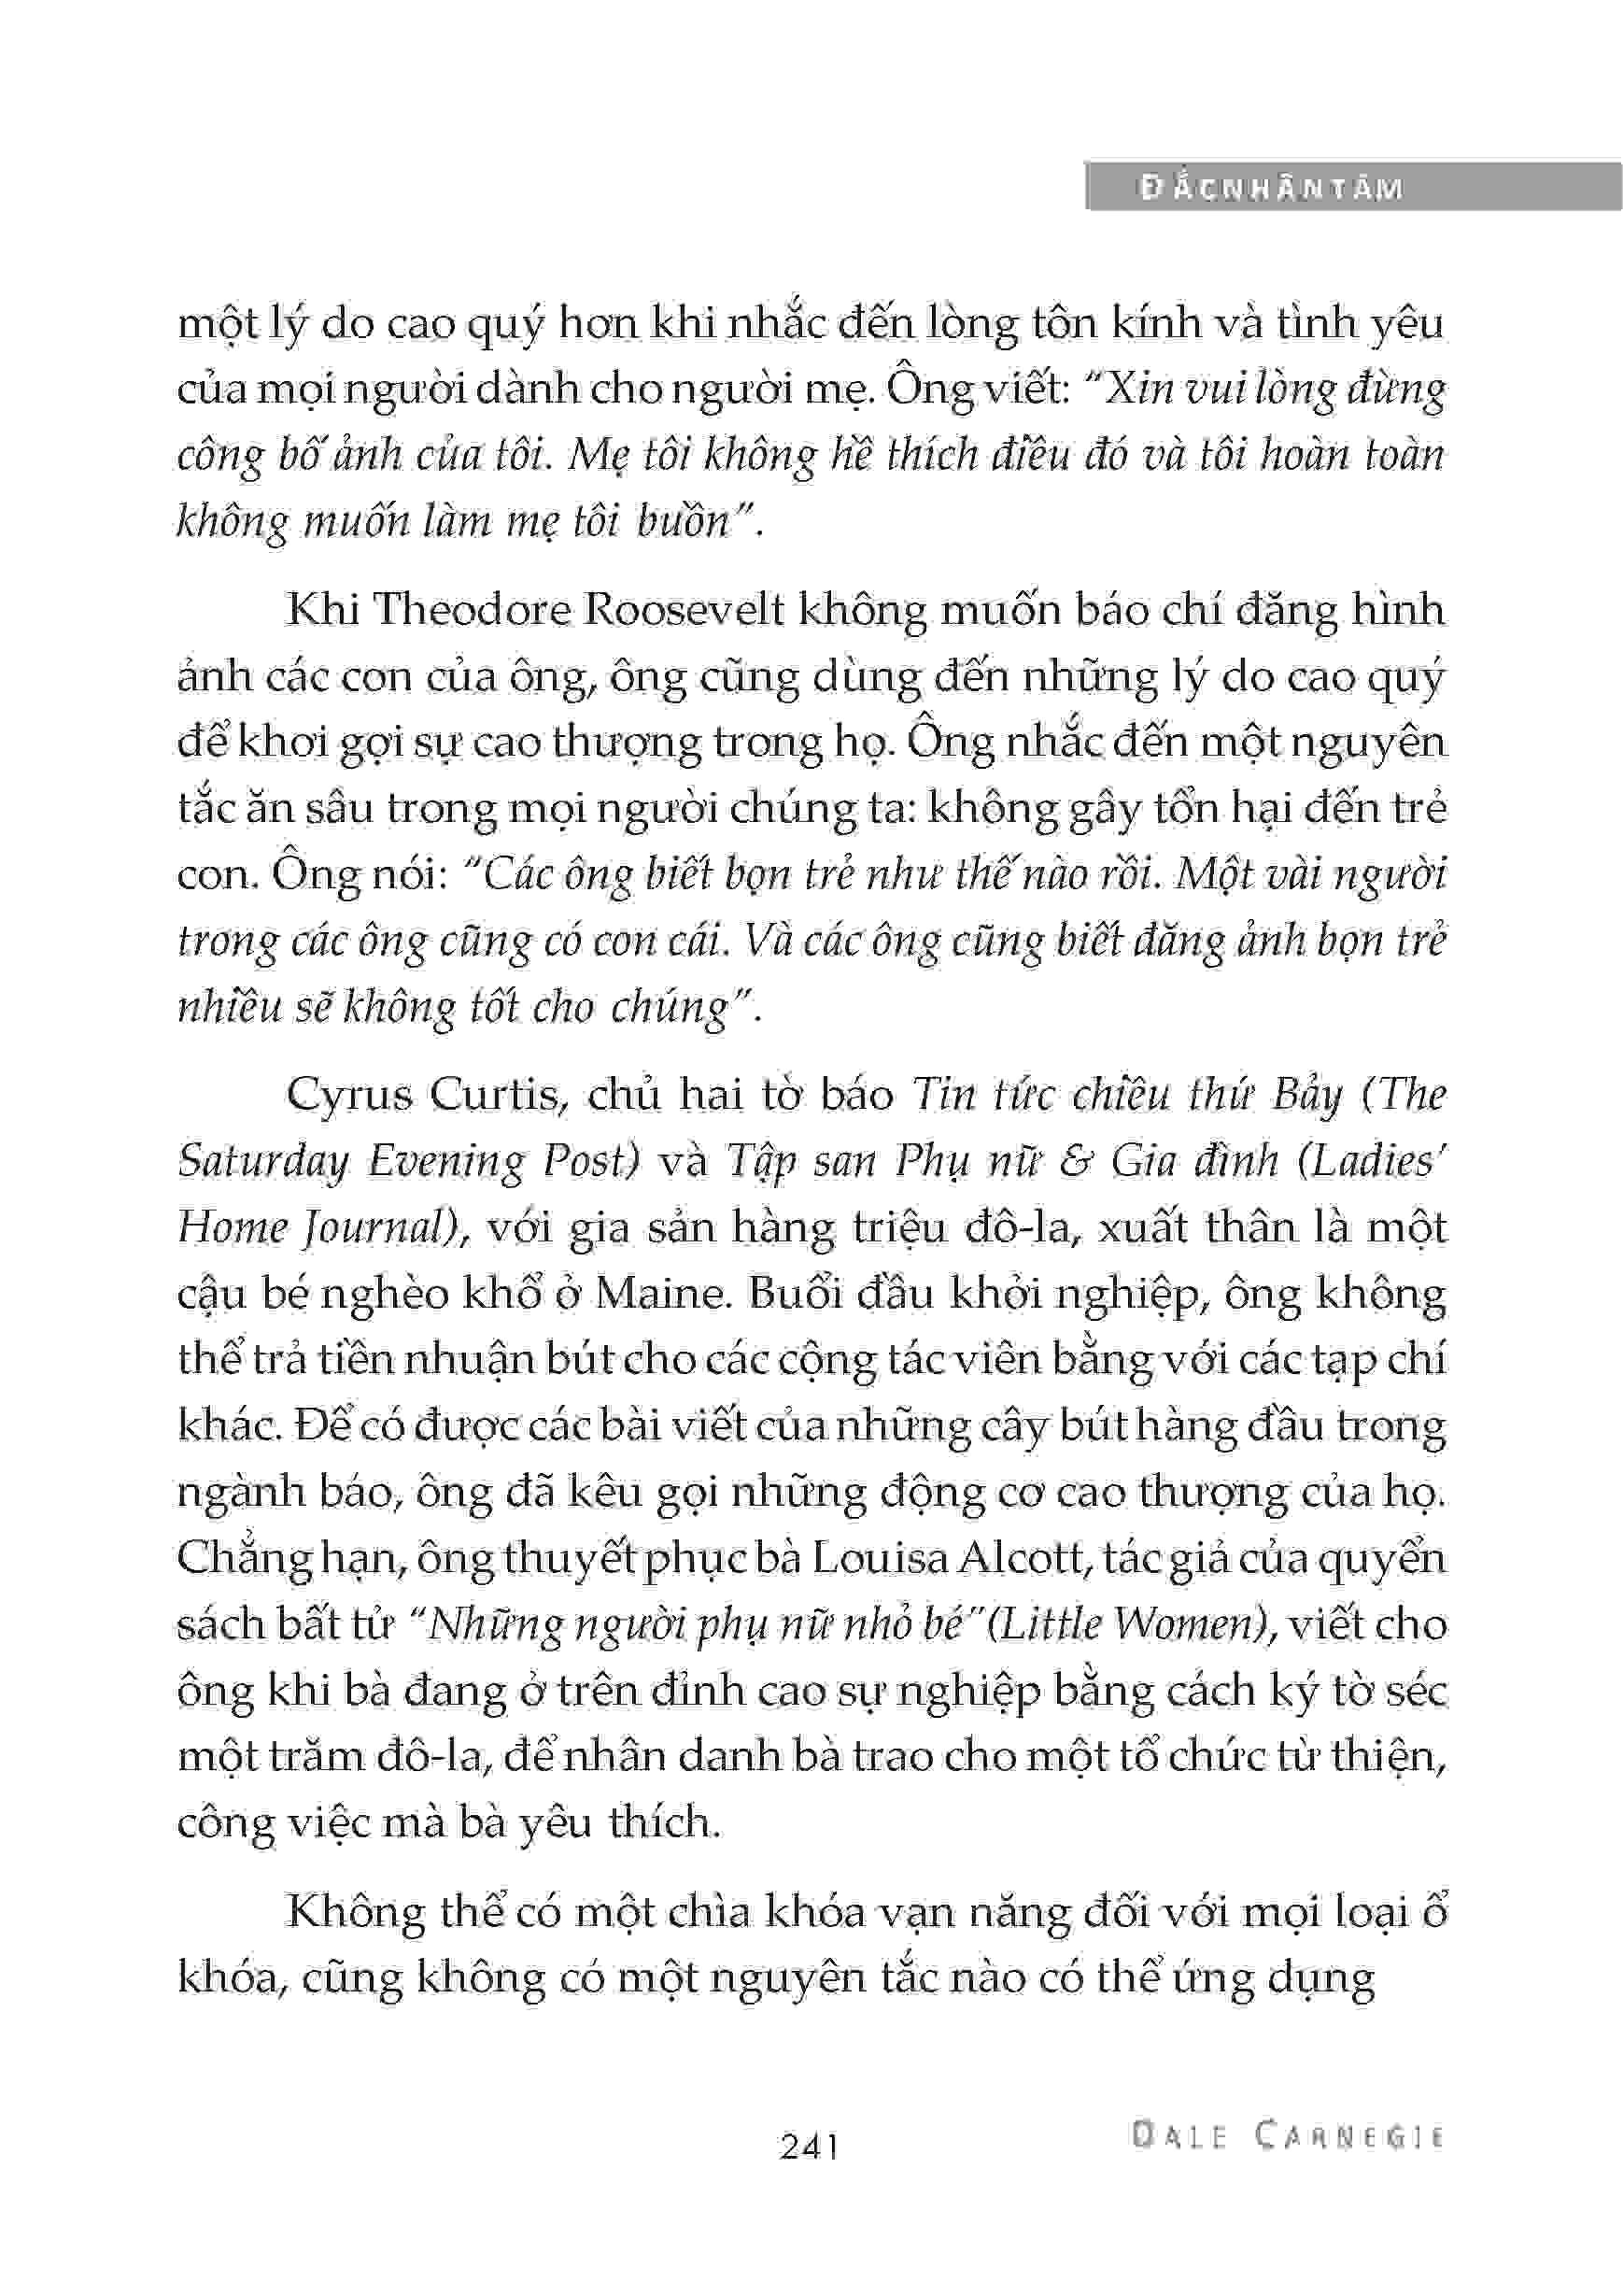 ĐẮCNHÂNTÂM
một lý do cao quý hơn khi nhắc đến lòng tôn kính và tình yêu
của mọi người dành cho người mẹ. Ông viết: “Xin vui lòng đừng
công bố ảnh của tôi. Mẹ tôi không hề thích điều đó và tôi hoàn toàn
không muốn làm mẹ tôi buồn”.
Khi Theodore Roosevelt không muốn báo chí đăng hình
ảnh các con của ông, ông cũng dùng đến những lý do cao quý
để khơi gợi sự cao thượng trong họ. Ông nhắc đến một nguyên
tắc ăn sâu trong mọi người chúng ta: không gây tổn hại đến trẻ
con. Ông nói: “Các ông biết bọn trẻ như thế nào rồi. Một vài người
trong các ông cũng có con cái. Và các ông cũng biết đăng ảnh bọn trẻ
nhiều sẽ không tốt cho chúng”.
Cyrus Curtis, chủ hai tờ báo Tin tức chiều thứ Bảy (The
Saturday Evening Post) và Tập san Phụ nữ & Gia đình (Ladies’
Home Journal), với gia sản hàng triệu đô-la, xuất thân là một
cậu bé nghèo khổ ở Maine. Buổi đầu khởi nghiệp, ông không
thể trả tiền nhuận bút cho các cộng tác viên bằng với các tạp chí
khác. Để có được các bài viết của những cây bút hàng đầu trong
ngành báo, ông đã kêu gọi những động cơ cao thượng của họ.
Chẳng hạn, ông thuyết phục bà Louisa Alcott, tác giả của quyển
sách bất tử “Những người phụ nữ nhỏ bé”(Little Women), viết cho
ông khi bà đang ở trên đỉnh cao sự nghiệp bằng cách ký tờ séc
một trăm đô-la, để nhân danh bà trao cho một tổ chức từ thiện,
công việc mà bà yêu thích.
Không thể có một chìa khóa vạn năng đối với mọi loại ổ
khóa, cũng không có một nguyên tắc nào có thể ứng dụng
241
DALE CARNEGIE